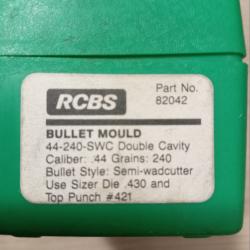 RCBS
Part No.
82042
BULLET MOULD
44-240-SWC Double Cavity
Caliber: .44 Grains: 240
Bullet Style: Semi-wadcutter
Use Sizer Die .430 and
Top Punch #421